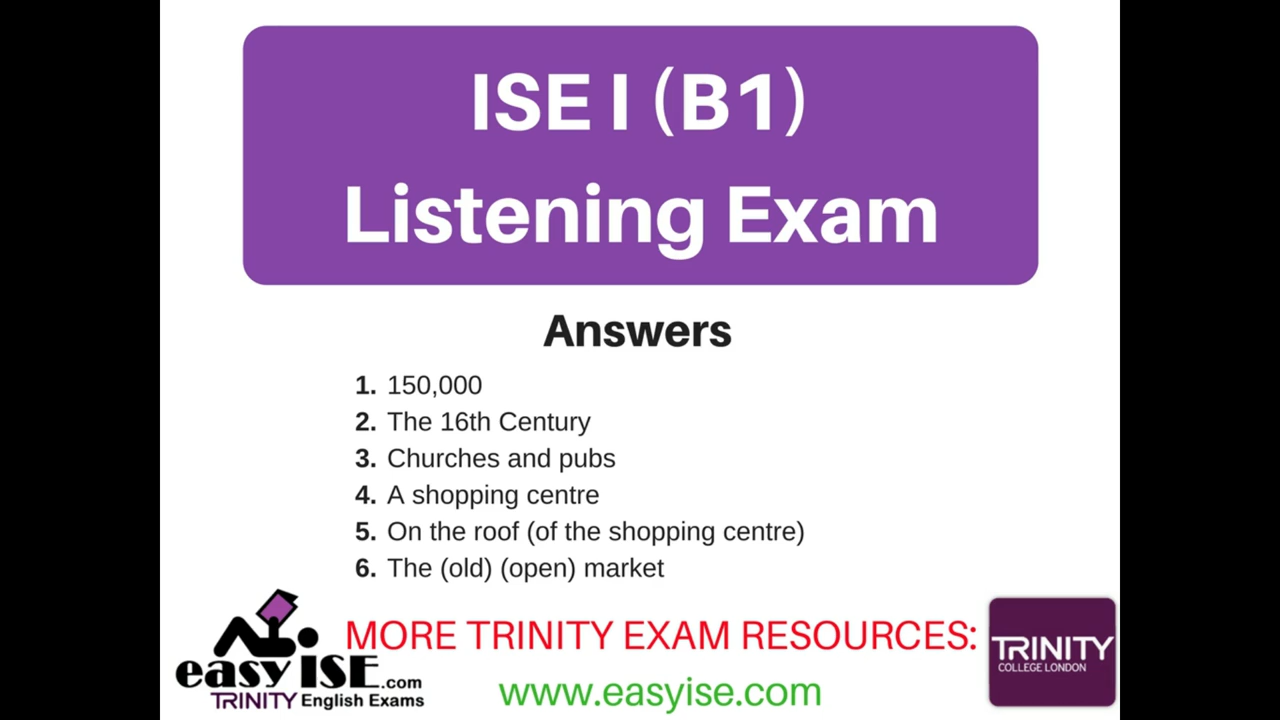 ISE I (B1)
Listening Exam
Answers
1. 150,000
2. The 16th Century
3. Churches and pubs
4. A shopping centre
5. On the roof (of the shopping centre)
6. The (old) (open) market
MORE TRINITY EXAM RESOURCES:
www.easyise.com
easy ISE.com
TRINITY English Exams
TRINITY
COLLEGE LONDON